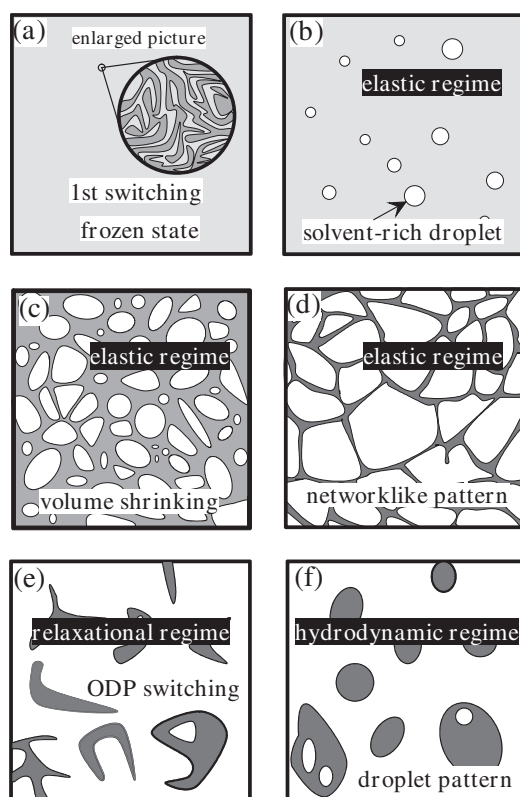 (a)
enlarged picture
1st switching
frozen state
(b)
elastic regime
solvent-rich droplet
(c)
elastic regime
volume shrinking
(d)
elastic regime
networklike pattern
(e)
relaxational regime
ODP switching
(f)
hydrodynamic regime
droplet pattern